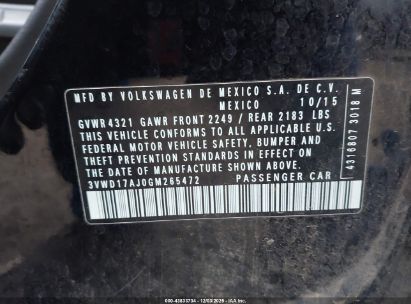 MFD BY VOLKSWAGEN DE MEXICO S.A. DE C.V.
MEXICO 10/15
GVWR 4321 GAWR FRONT 2249 / REAR 2183 LBS
THIS VEHICLE CONFORMS TO ALL APPLICABLE U.S.
FEDERAL MOTOR VEHICLE SAFETY, BUMPER AND
THEFT PREVENTION STANDARDS IN EFFECT ON
THE DATE OF MANUFACTURE SHOWN ABOVE
3VWD17AJ0GM265472 PASSENGER CAR
4316807 3018 M